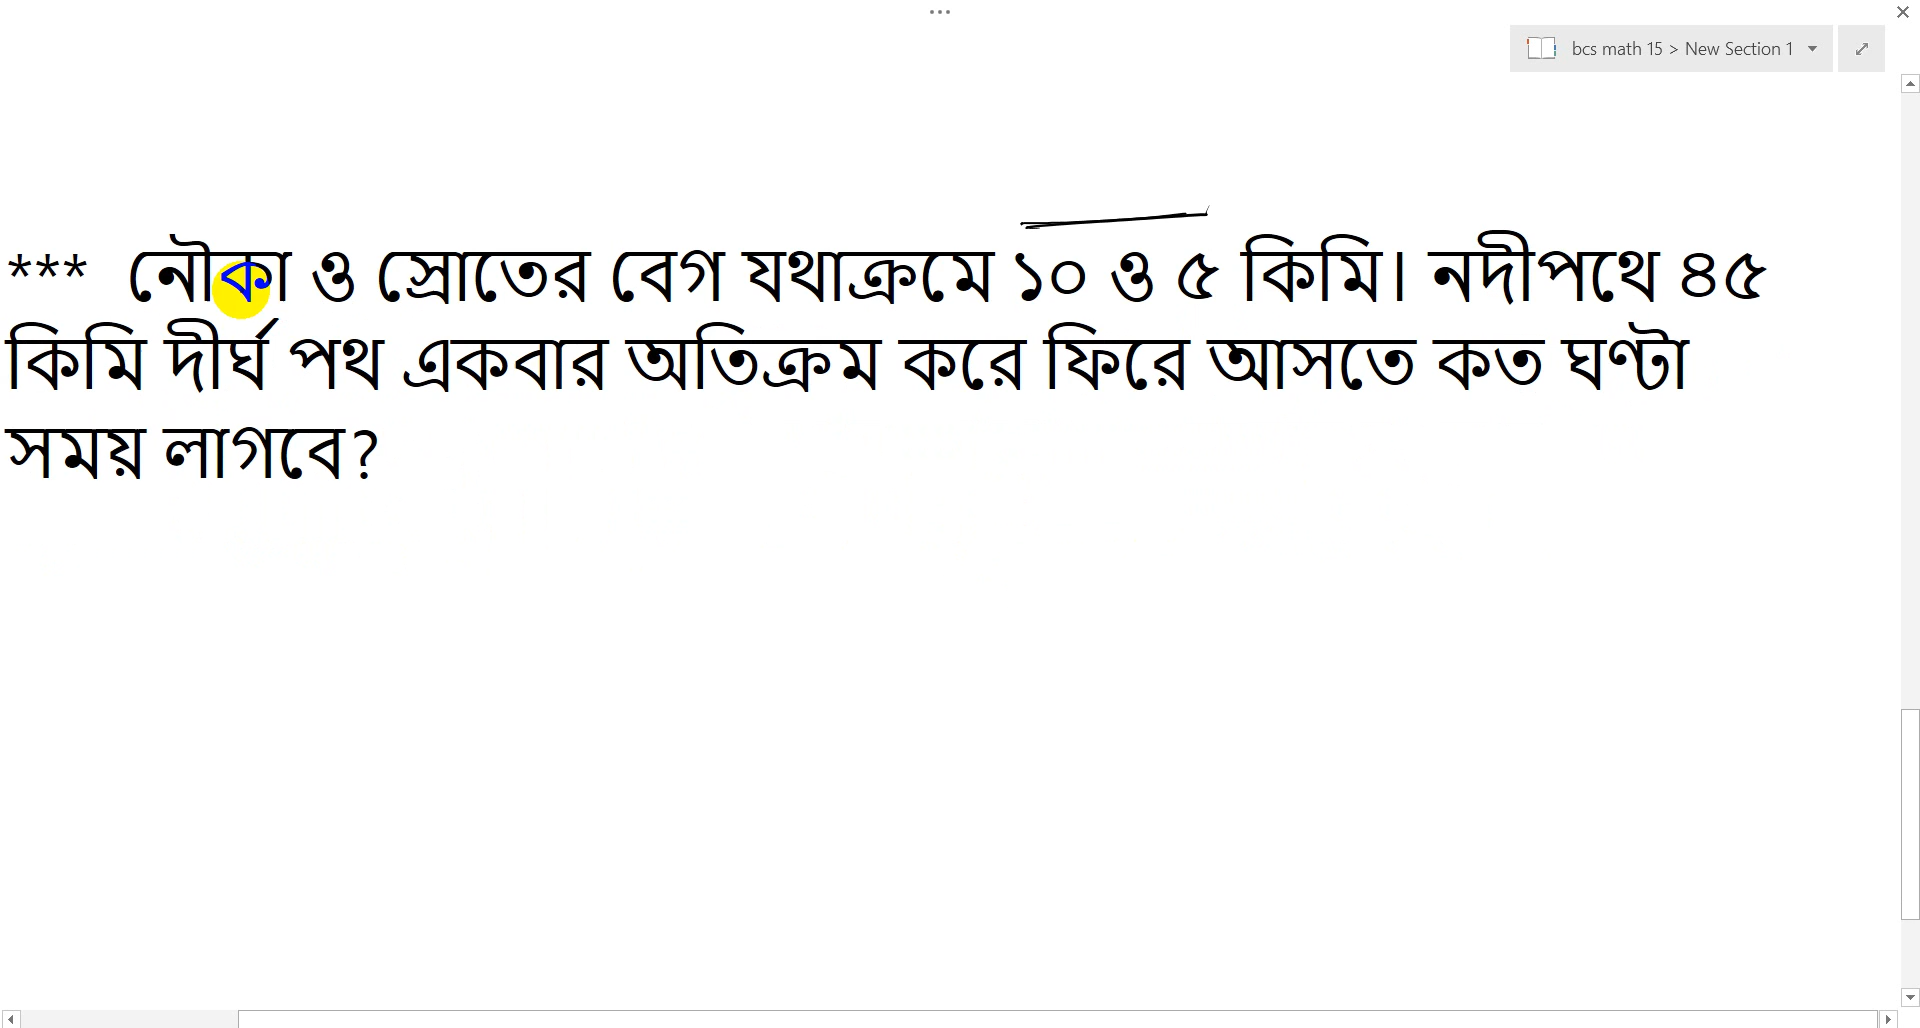 bcs math 15 > New Section 1
*** নৌকা ও স্রোতের বেগ যথাক্রমে ১০ ও ৫ কিমি। নদীপথে ৪৫
কিমি দীর্ঘ পথ একবার অতিক্রম করে ফিরে আসতে কত ঘণ্টা
সময় লাগবে?